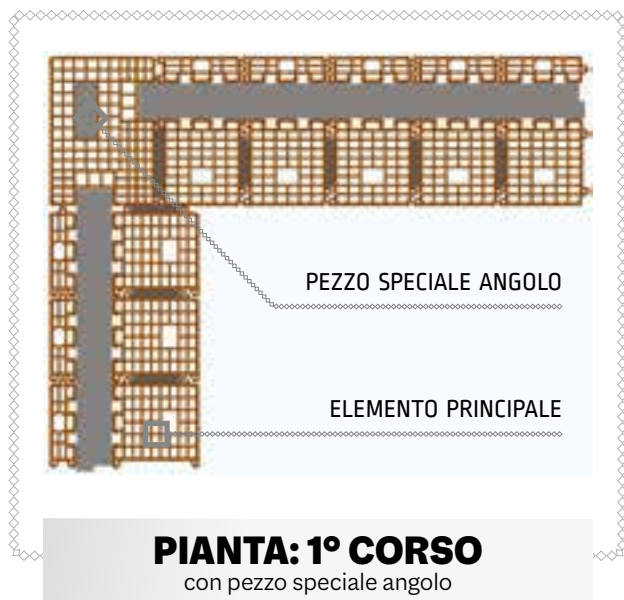 PEZZO SPECIALE ANGOLO
ELEMENTO PRINCIPALE
PIANTA: 1° CORSO
con pezzo speciale angolo